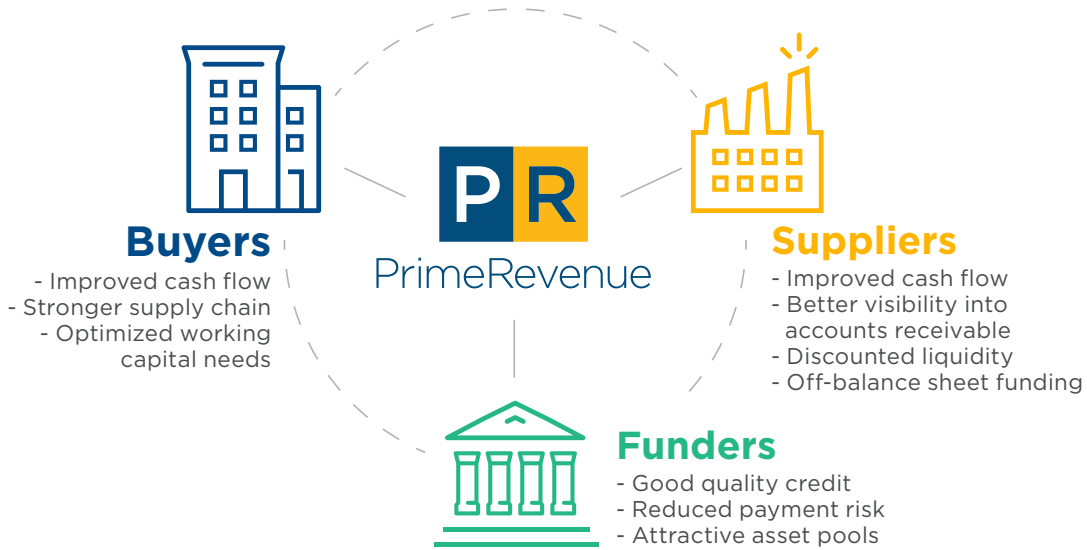 PR
PrimeRevenue
Buyers
- Improved cash flow
- Stronger supply chain
- Optimized working
capital needs
Suppliers
- Improved cash flow
- Better visibility into
accounts receivable
- Discounted liquidity
- Off-balance sheet funding
Funders
- Good quality credit
- Reduced payment risk
- Attractive asset pools